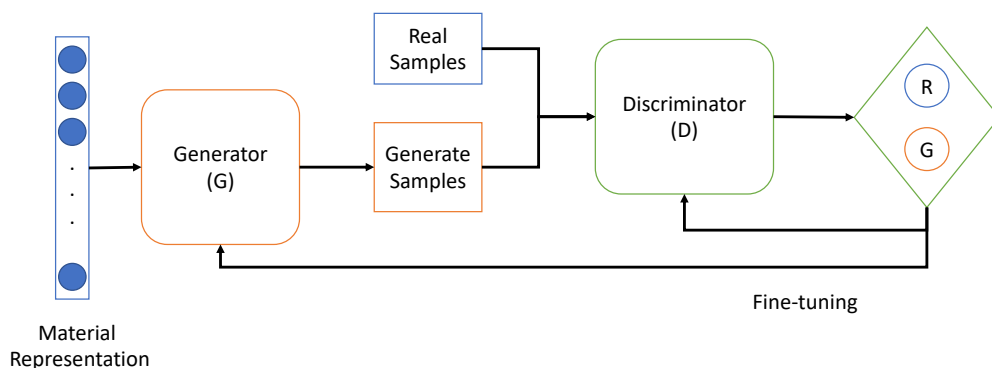 Real
Samples
R
Discriminator
(D)
Generator
(G)
Generate
Samples
G
.
.
.
Fine-tuning
Material
Representation